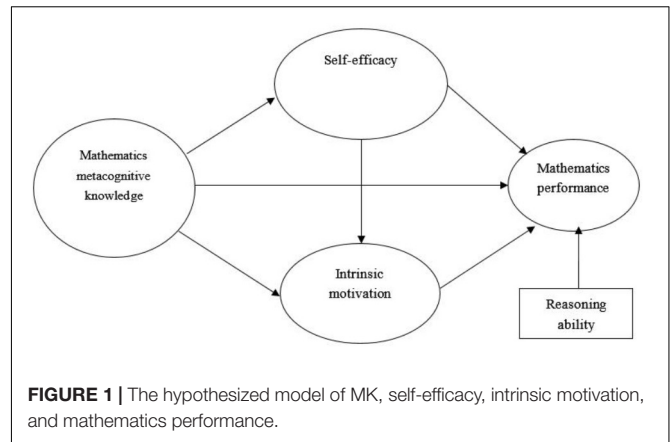 Self-efficacy
Mathematics
metacognitive
knowledge
Mathematics
performance
Intrinsic
motivation
Reasoning
ability
FIGURE 1 | The hypothesized model of MK, self-efficacy, intrinsic motivation,
and mathematics performance.